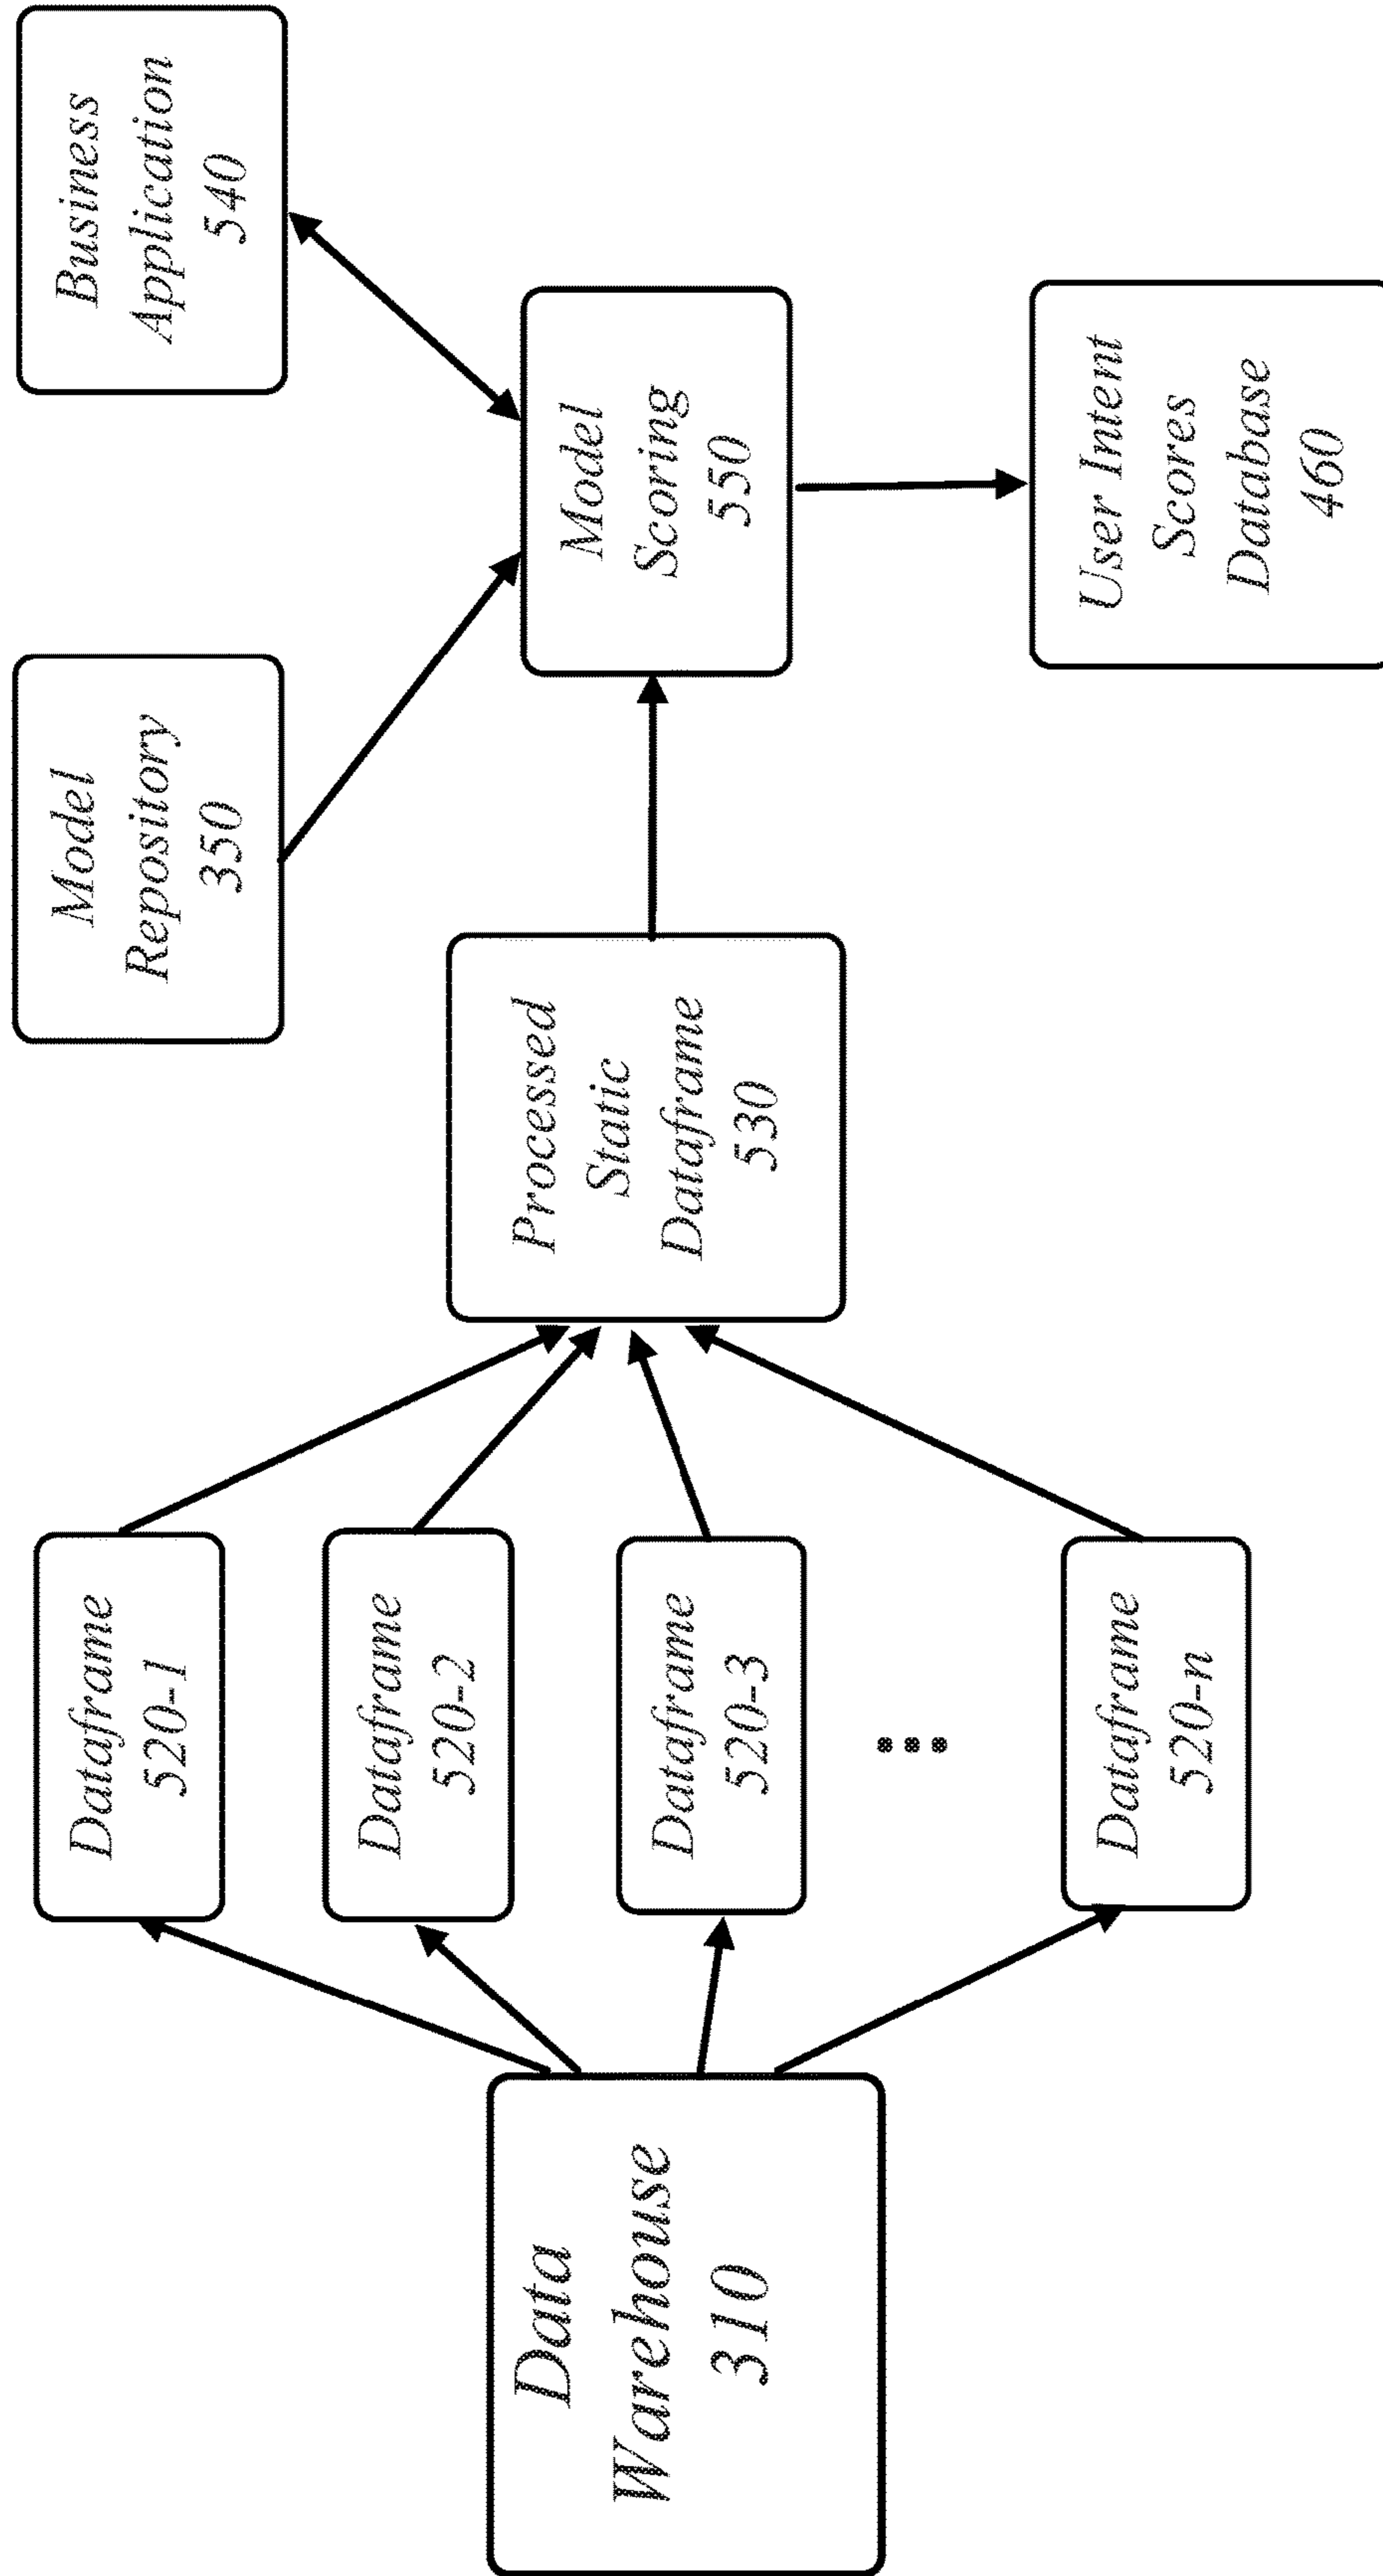 Data
Warehouse
310
Dataframe
520-1
Dataframe
520-2
Dataframe
520-3
...
Dataframe
520-n
Processed
Static
Dataframe
530
Model
Repository
350
Business
Application
540
Model
Scoring
550
User Intent
Scores
Database
460